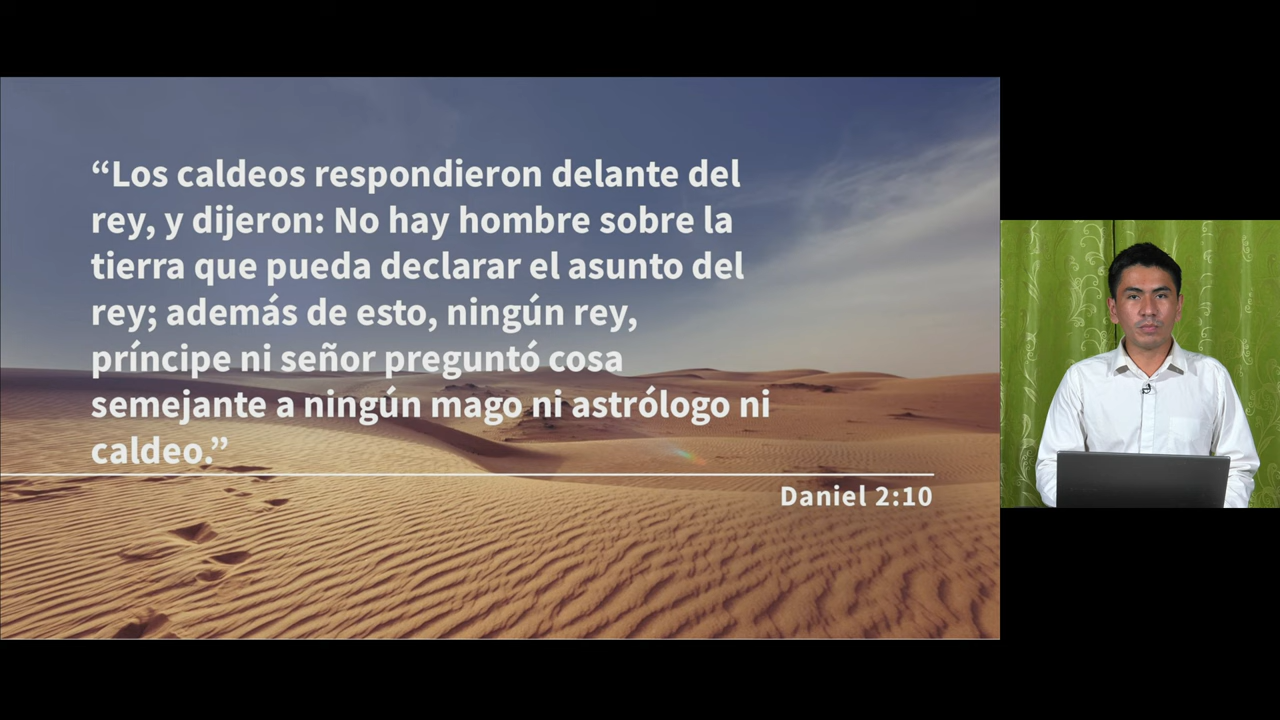 “Los caldeos respondieron delante del
rey, y dijeron: No hay hombre sobre la
tierra que pueda declarar el asunto del
rey; además de esto, ningún rey,
príncipe ni señor preguntó cosa
semejante a ningún mago ni astrólogo ni
caldeo.”
Daniel 2:10